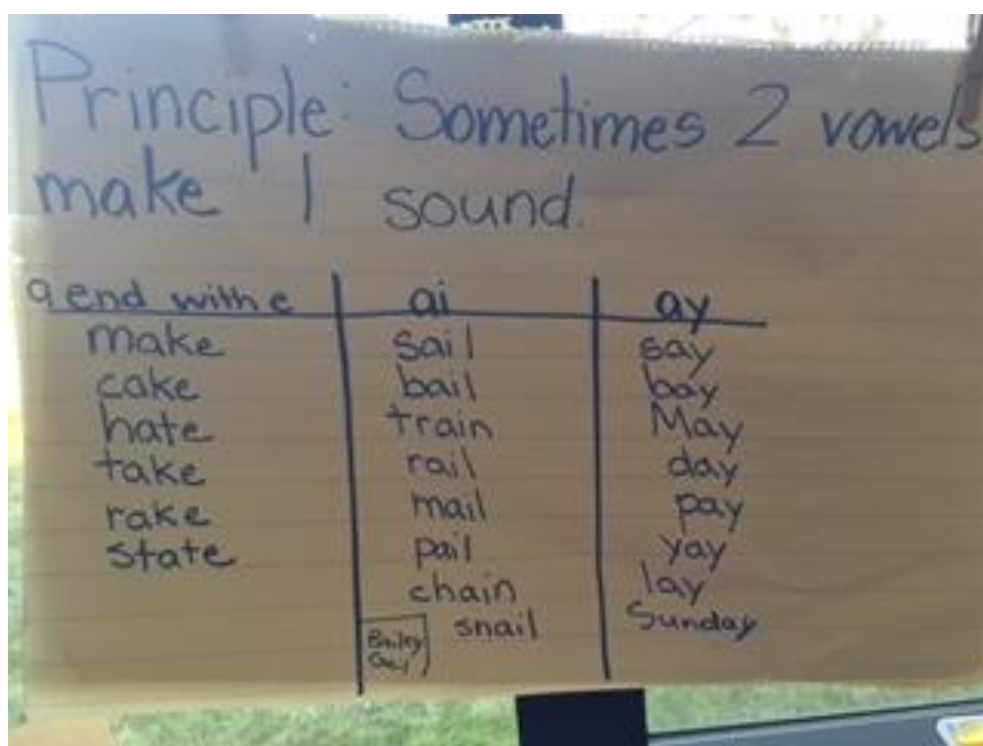 Principle: Sometimes 2 vowels
make 1 sound.
a end with e ai ay
make sail say
cake bail bay
hate train May
take rail day
rake mail pay
state pail yay
chain lay
snail Sunday
Bailey